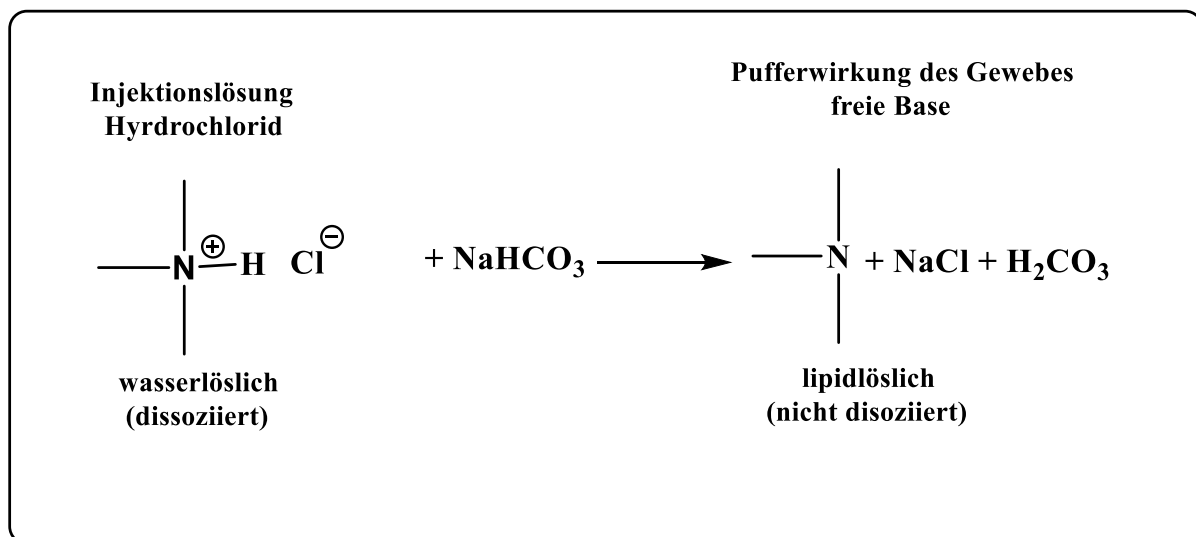 Injektionslösung
Hyrdrochlorid
Pufferwirkung des Gewebes
freie Base
N⊕ H Cl⊖ + NaHCO₃ ⟶ N + NaCl + H₂CO₃
wasserlöslich
(dissoziiert)
lipidlöslich
(nicht disoziiert)